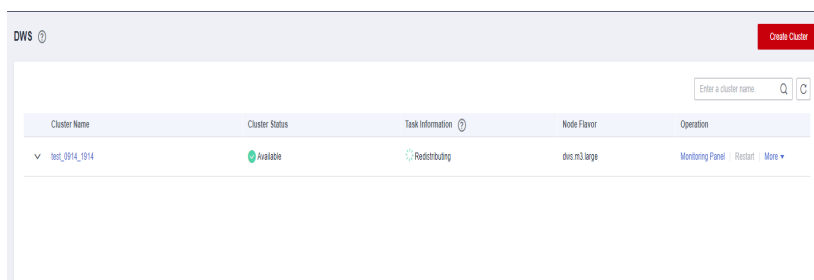 DWS
Create Cluster
Enter a cluster name.
Cluster Name Cluster Status Task Information Node Flavor Operation
test_0914_1914 Available Redistributing dws.m3.large Monitoring Panel | Restart | More